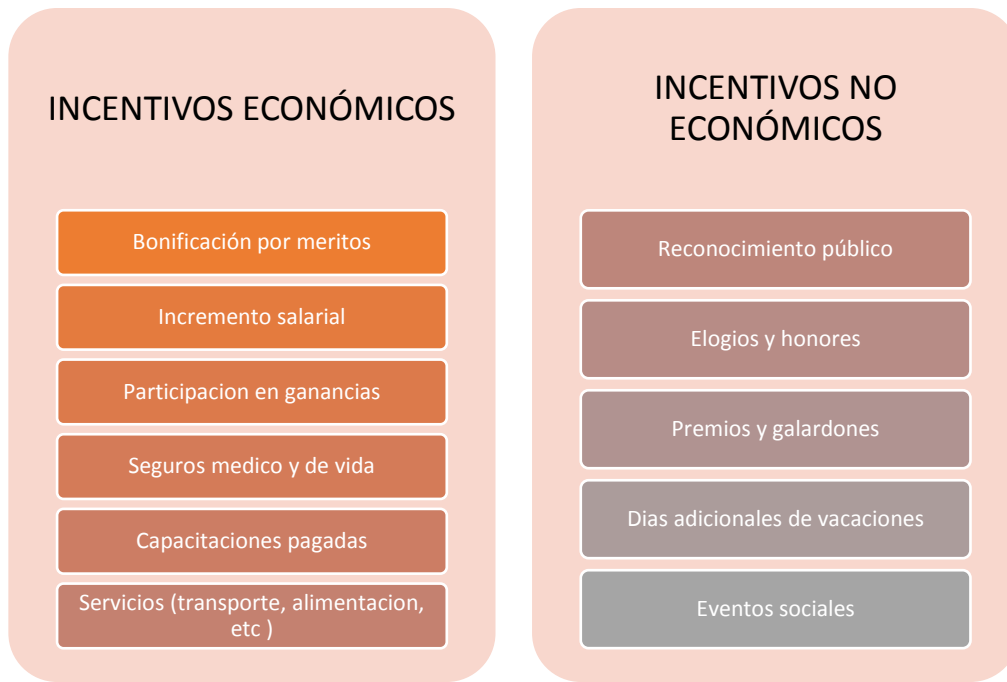 INCENTIVOS ECONÓMICOS
Bonificación por meritos
Incremento salarial
Participacion en ganancias
Seguros medico y de vida
Capacitaciones pagadas
Servicios (transporte, alimentacion,
etc )
INCENTIVOS NO
ECONÓMICOS
Reconocimiento público
Elogios y honores
Premios y galardones
Dias adicionales de vacaciones
Eventos sociales